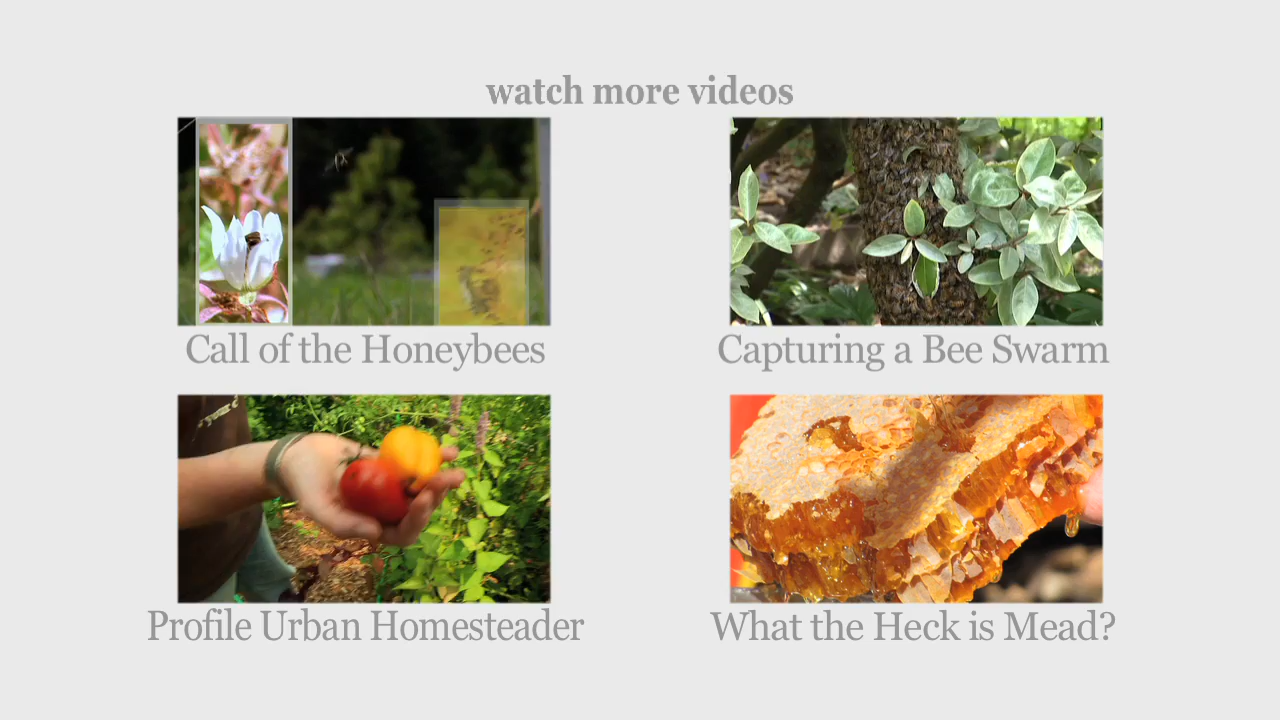 watch more videos
Call of the Honeybees
Capturing a Bee Swarm
Profile Urban Homesteader
What the Heck is Mead?